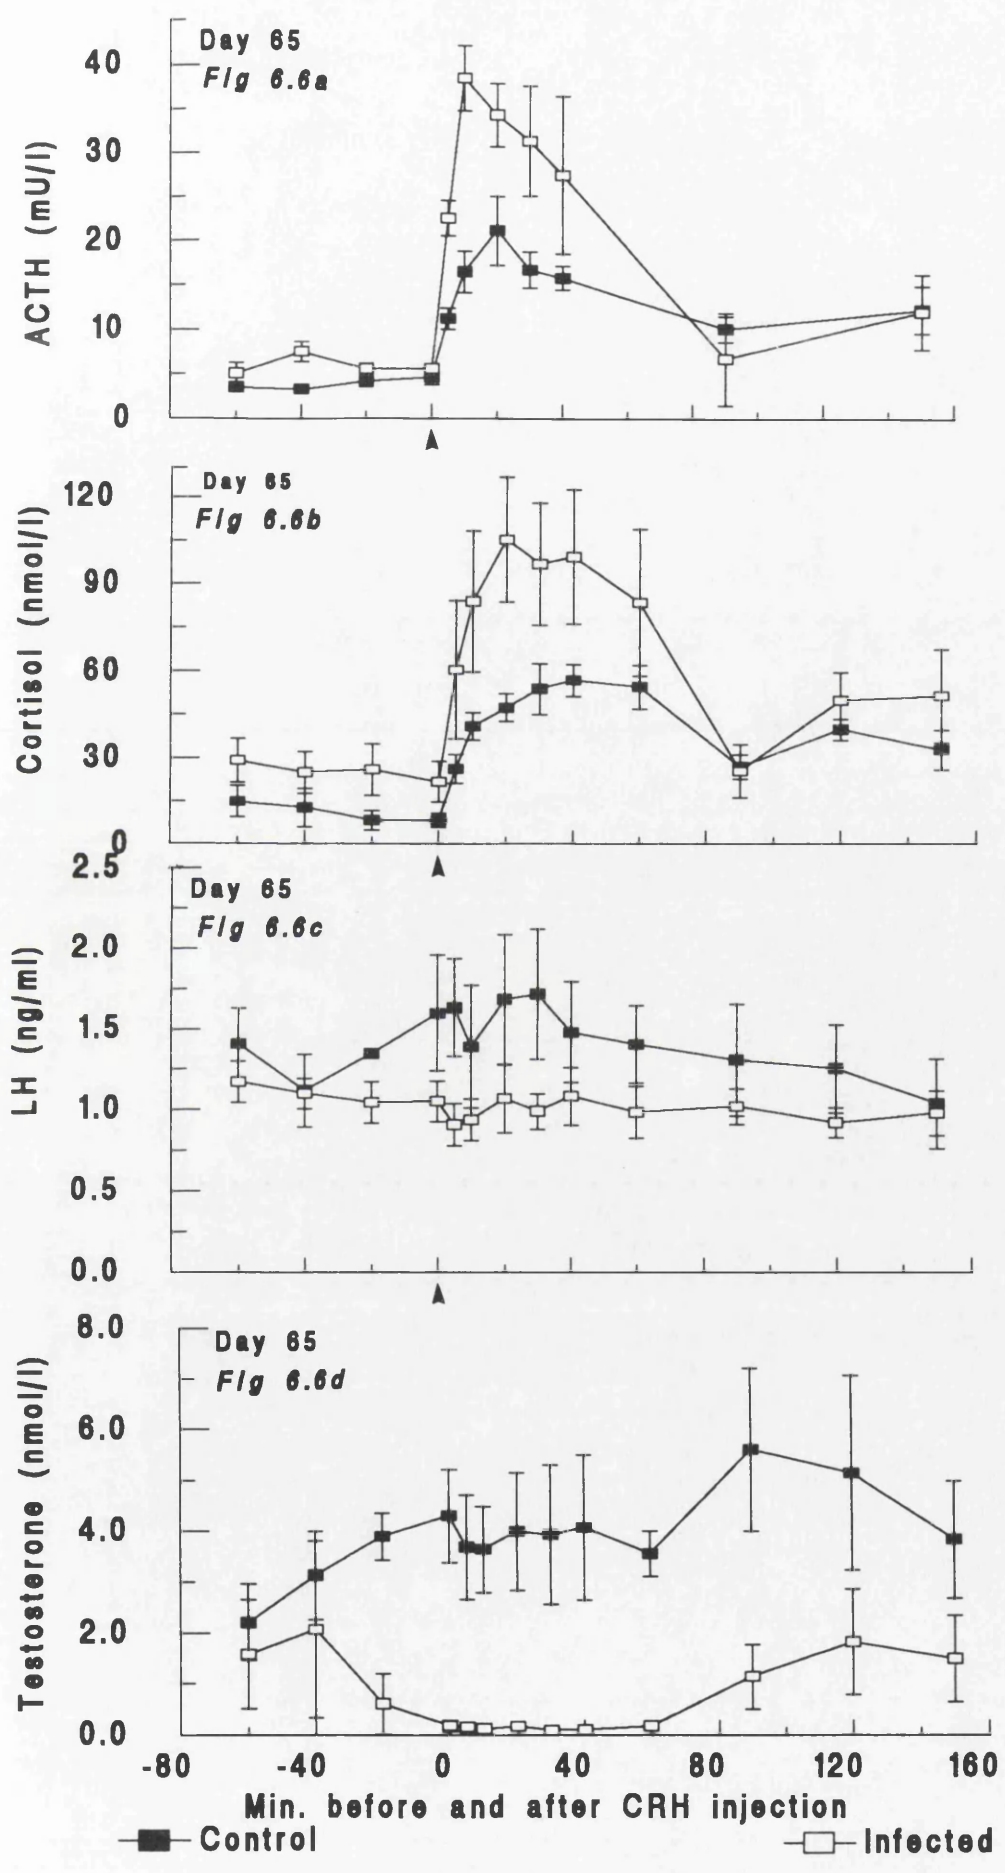 Day 65
Fig 6.6a
40
30
20
10
0
ACTH (mU/l)
Day 65
Fig 6.6b
120
90
60
30
0
Cortisol (nmol/l)
Day 65
Fig 6.6c
2.5
2.0
1.5
1.0
0.5
0.0
LH (ng/ml)
Day 65
Fig 6.6d
8.0
6.0
4.0
2.0
0.0
Testosterone (nmol/l)
-80 -40 0 40 80 120 160
Min. before and after CRH injection
Control Infected